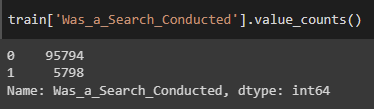 train['Was_a_Search_Conducted'].value_counts()
0    95794
1     5798
Name: Was_a_Search_Conducted, dtype: int64